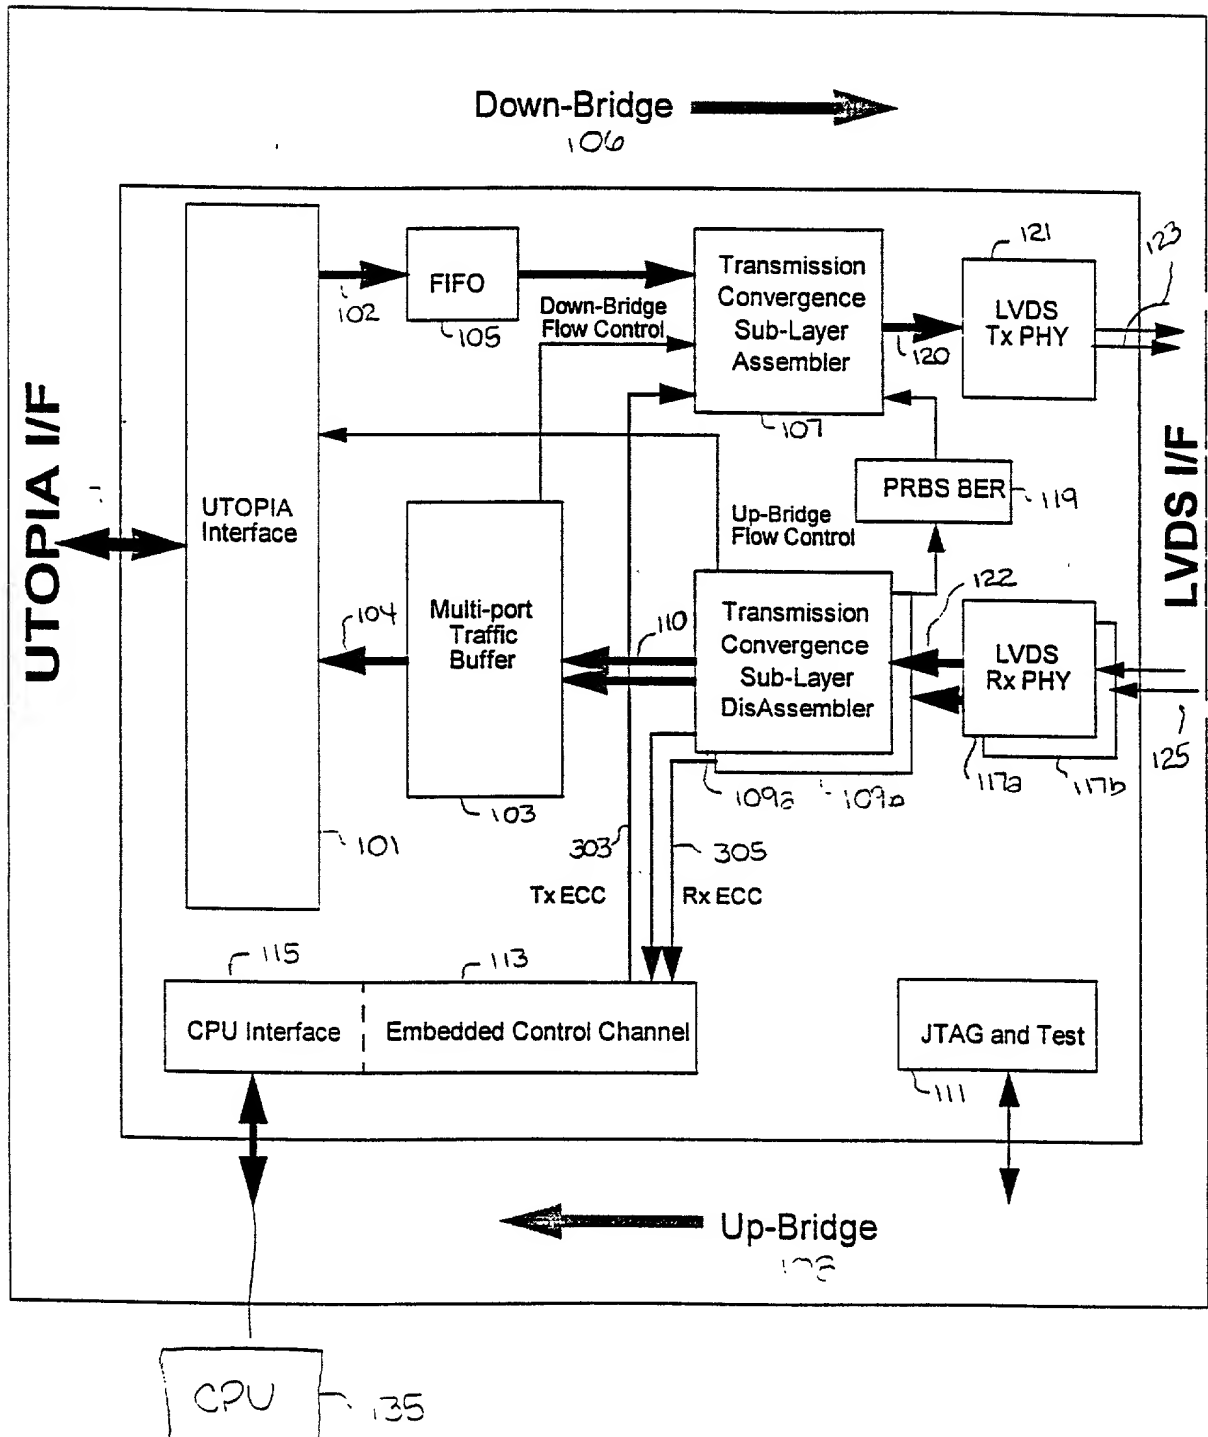 Down-Bridge
106
UTOPIA I/F
LVDS I/F
UTOPIA
Interface
101
102
FIFO
105
Down-Bridge
Flow Control
Transmission
Convergence
Sub-Layer
Assembler
107
120
121
LVDS
Tx PHY
123
PRBS BER
119
Up-Bridge
Flow Control
104
Multi-port
Traffic
Buffer
103
110
Transmission
Convergence
Sub-Layer
DisAssembler
109a
109b
122
LVDS
Rx PHY
117a
117b
125
303
305
Tx ECC
Rx ECC
115
113
CPU Interface
Embedded Control Channel
JTAG and Test
111
Up-Bridge
CPU
135